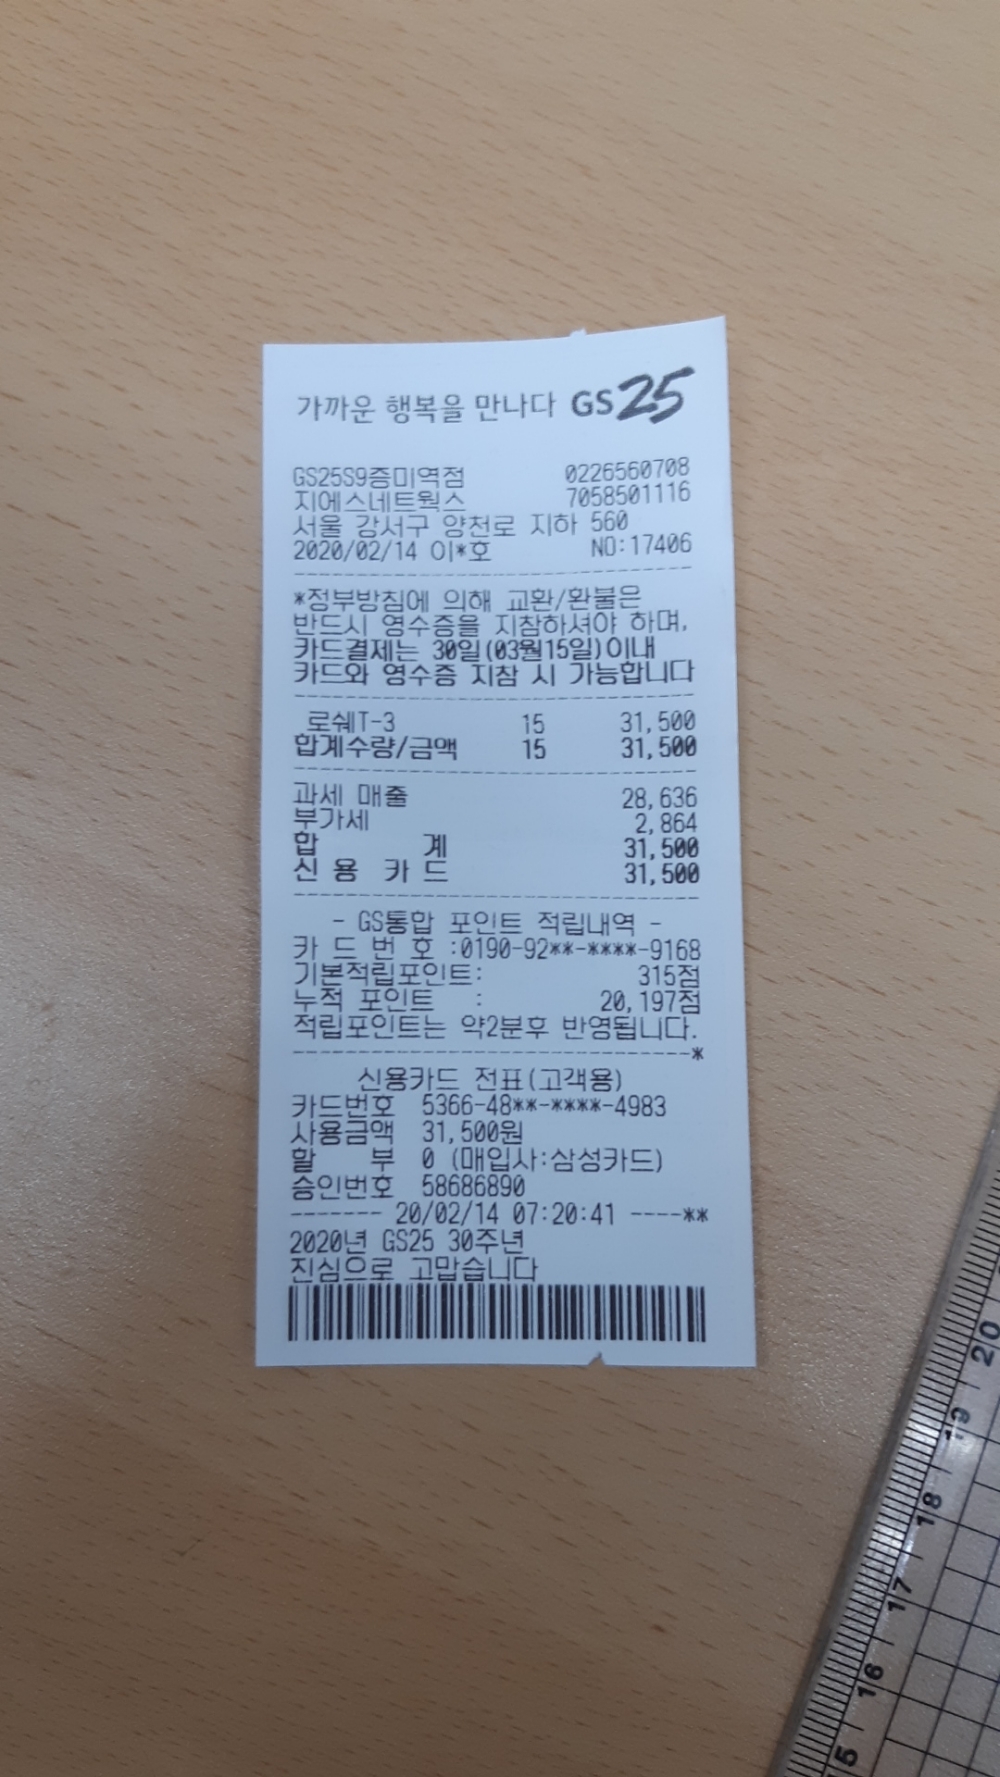 가까운 행복을 만나다 GS25
GS25S9증미역점 0226560708
지에스네트웍스 7058501116
서울 강서구 양천로 지하 560
2020/02/14 이*호 NO:17406
*정부방침에 의해 교환/환불은
반드시 영수증을 지참하셔야 하며,
카드결제는 30일(03월15일)이내
카드와 영수증 지참 시 가능합니다
로쉐T-3 15 31,500
합계수량/금액 15 31,500
과세 매출 28,636
부가세 2,864
합 계 31,500
신 용 카 드 31,500
- GS통합 포인트 적립내역 -
카 드 번 호 :0190-92**-****-9168
기본적립포인트: 315점
누적 포인트 : 20,197점
적립포인트는 약2분후 반영됩니다.
*
신용카드 전표(고객용)
카드번호 5366-48**-****-4983
사용금액 31,500원
할 부 0 (매입사:삼성카드)
승인번호 58686890
------- 20/02/14 07:20:41 ----**
2020년 GS25 30주년
진심으로 고맙습니다
20
19
18
17
16
15